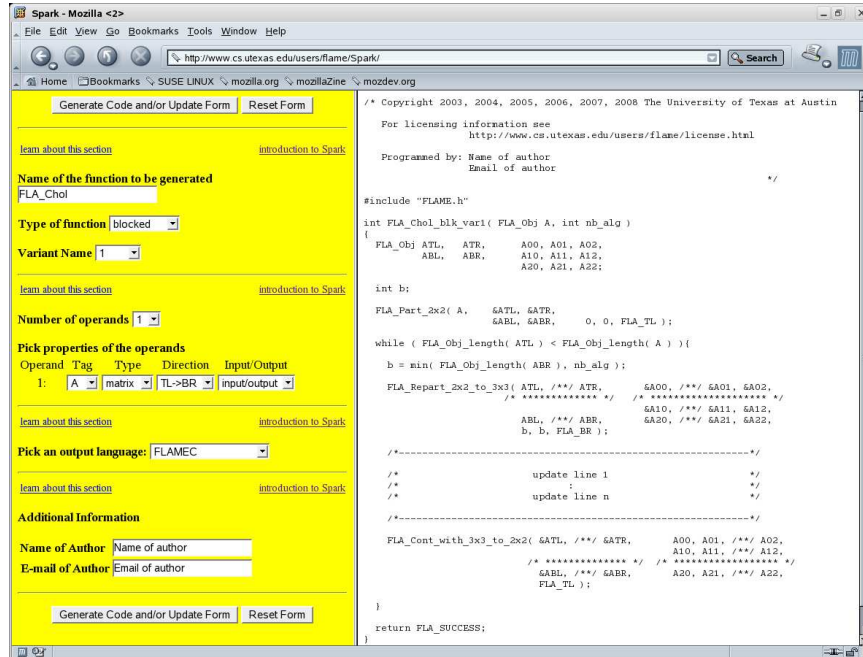 Spark - Mozilla <2>
File Edit View Go Bookmarks Tools Window Help
http://www.cs.utexas.edu/users/flame/Spark/
Search
Home Bookmarks SUSE LINUX mozilla.org mozillaZine mozdev.org
Generate Code and/or Update Form Reset Form
learn about this section introduction to Spark
Name of the function to be generated
FLA_Chol
Type of function blocked
Variant Name 1
learn about this section introduction to Spark
Number of operands 1
Pick properties of the operands
Operand Tag Type Direction Input/Output
1: A matrix TL->BR input/output
learn about this section introduction to Spark
Pick an output language: FLAMEC
learn about this section introduction to Spark
Additional Information
Name of Author Name of author
E-mail of Author Email of author
Generate Code and/or Update Form Reset Form
/* Copyright 2003, 2004, 2005, 2006, 2007, 2008 The University of Texas at Austin
For licensing information see
http://www.cs.utexas.edu/users/flame/license.html
Programmed by: Name of author
Email of author
*/
#include "FLAME.h"
int FLA_Chol_blk_var1( FLA_Obj A, int nb_alg )
{
FLA_Obj ATL, ATR, A00, A01, A02,
ABL, ABR, A10, A11, A12,
A20, A21, A22;
int b;
FLA_Part_2x2( A, &ATL, &ATR,
&ABL, &ABR, 0, 0, FLA_TL );
while ( FLA_Obj_length( ATL ) < FLA_Obj_length( A ) ){
b = min( FLA_Obj_length( ABR ), nb_alg );
FLA_Repart_2x2_to_3x3( ATL, /**/ ATR, &A00, /**/ &A01, &A02,
/* ************* */ /* ******************** */
&A10, /**/ &A11, &A12,
ABL, /**/ ABR, &A20, /**/ &A21, &A22,
b, b, FLA_BR );
/*------------------------------------------------------------*/
/* update line 1 */
/* : */
/* update line n */
/*------------------------------------------------------------*/
FLA_Cont_with_3x3_to_2x2( &ATL, /**/ &ATR, A00, A01, /**/ A02,
A10, A11, /**/ A12,
/* ************** */ /* ****************** */
&ABL, /**/ &ABR, A20, A21, /**/ A22,
FLA_TL );
}
return FLA_SUCCESS;
}